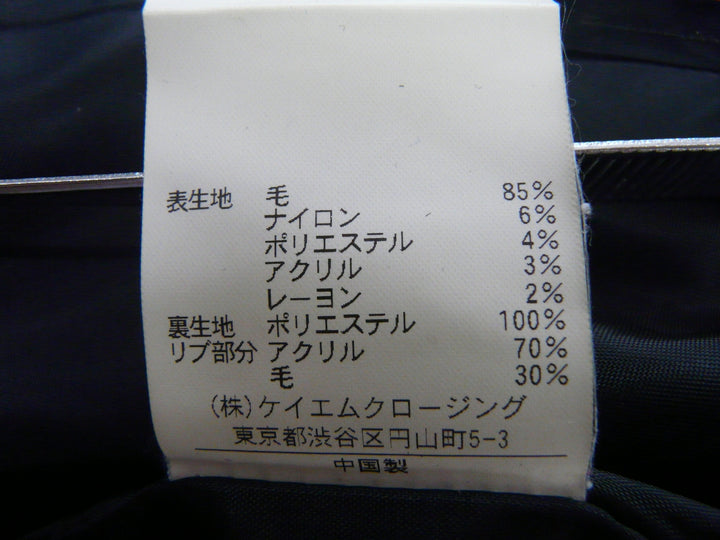 表生地 毛 85%
ナイロン 6%
ポリエステル 4%
アクリル 3%
レーヨン 2%
裏生地 ポリエステル 100%
リブ部分 アクリル 70%
毛 30%
(株)ケイエムクロージング
東京都渋谷区円山町5-3
中国製